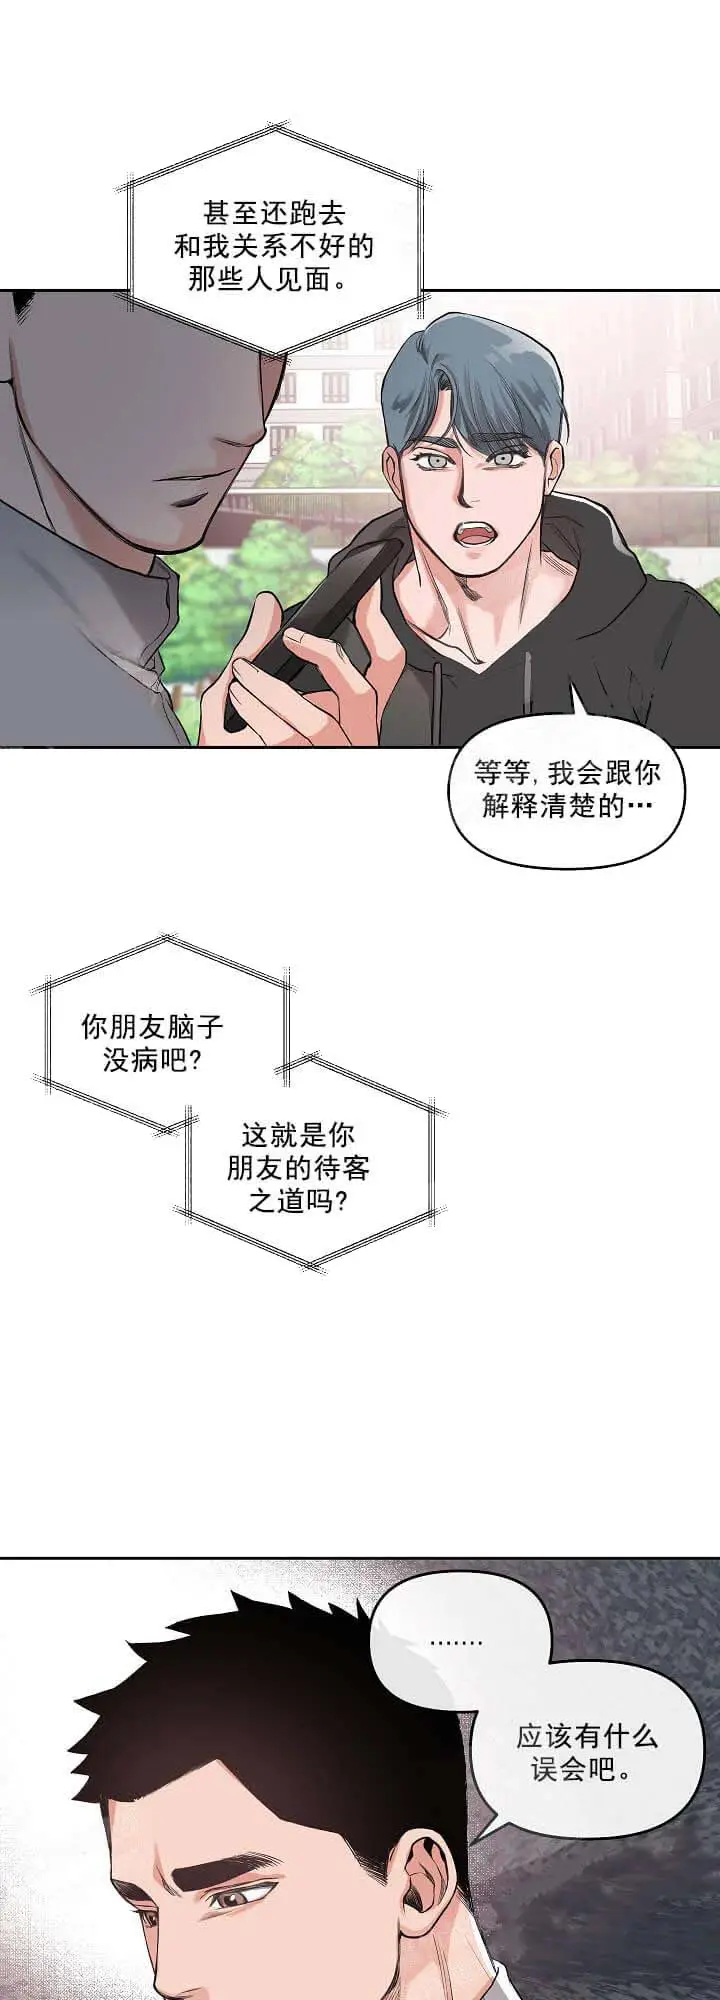 甚至还跑去
和我关系不好的
那些人见面。
等等,我会跟你
解释清楚的…
你朋友脑子
没病吧?
这就是你
朋友的待客
之道吗?
.......
应该有什么
误会吧。